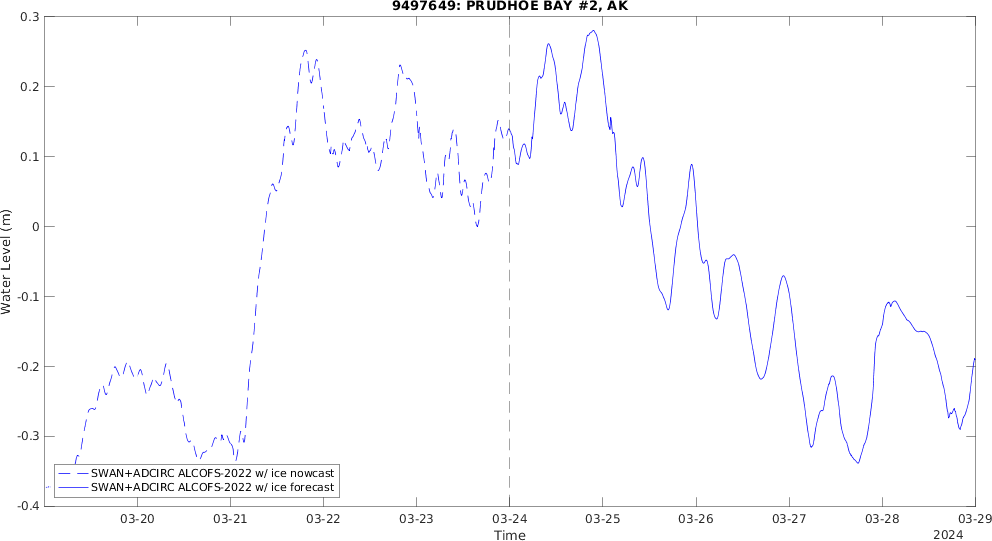 9497649: PRUDHOE BAY #2, AK
0.3
0.2
0.1
0
-0.1
-0.2
-0.3
-0.4
Water Level (m)
SWAN+ADCIRC ALCOFS-2022 w/ ice nowcast
SWAN+ADCIRC ALCOFS-2022 w/ ice forecast
03-20 03-21 03-22 03-23 03-24 03-25 03-26 03-27 03-28 03-29
Time
2024